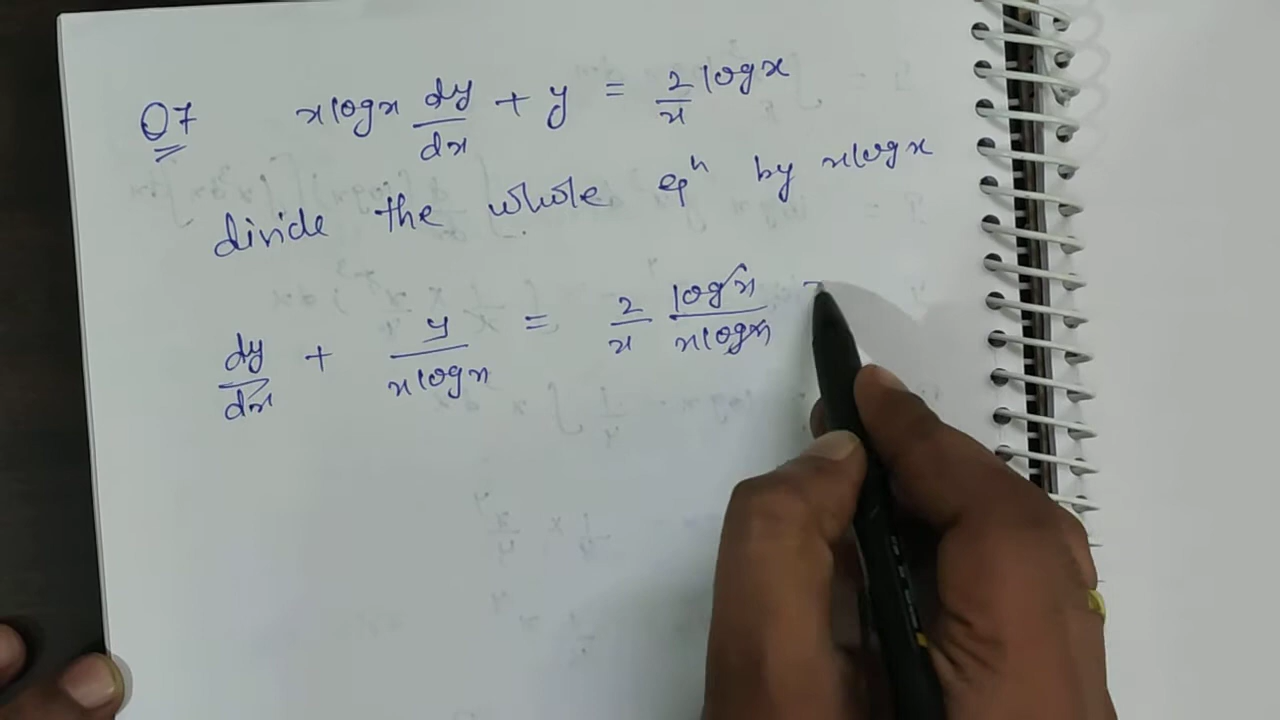 Q7 x log x dy/dx + y = 2/x log x
divide the whole eqn by x log x
dy/dx + y/(x log x) = 2/x log x/(x log x) =